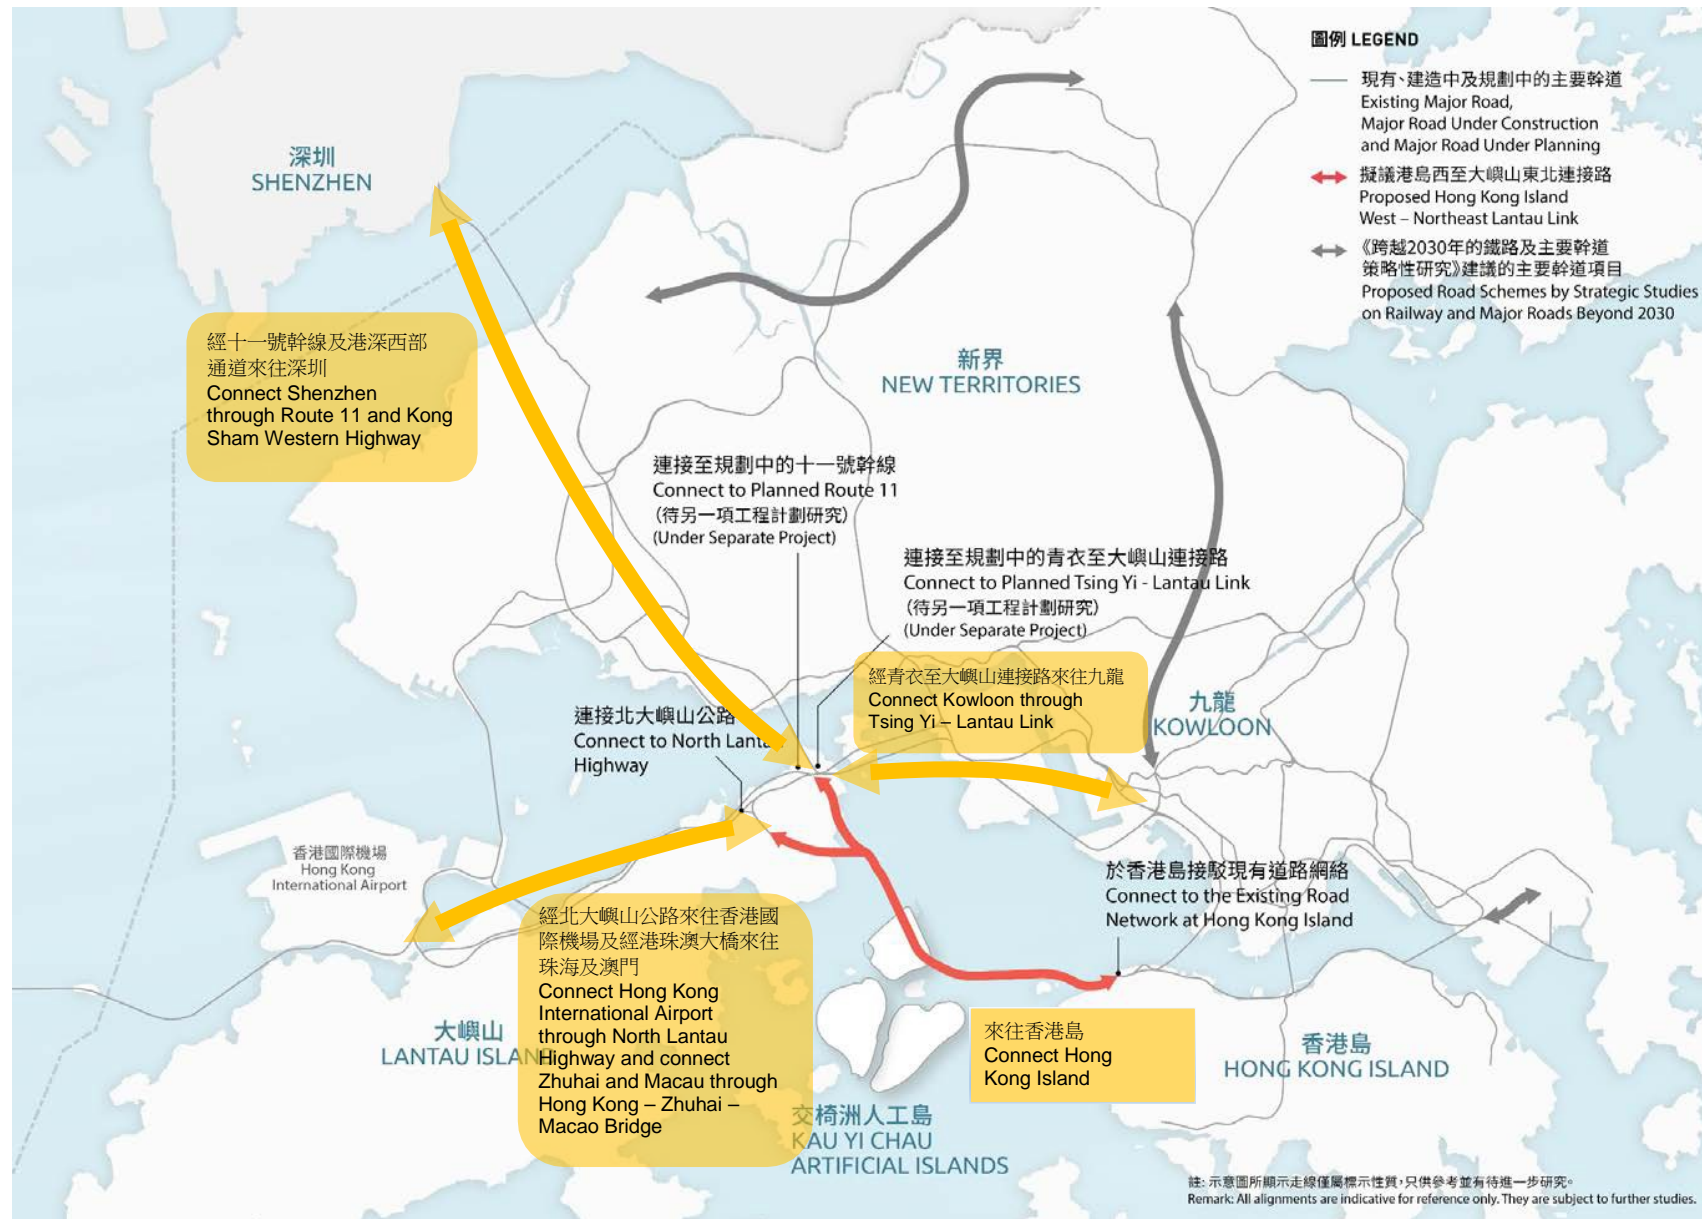 圖例 LEGEND
現有、建造中及規劃中的主要幹道
Existing Major Road,
Major Road Under Construction
and Major Road Under Planning
擬議港島西至大嶼山東北連接路
Proposed Hong Kong Island
West – Northeast Lantau Link
《跨越2030年的鐵路及主要幹道
策略性研究》建議的主要幹道項目
Proposed Road Schemes by Strategic Studies
on Railway and Major Roads Beyond 2030
深圳
SHENZHEN
經十一號幹線及港深西部
通道來往深圳
Connect Shenzhen
through Route 11 and Kong
Sham Western Highway
新界
NEW TERRITORIES
連接至規劃中的十一號幹線
Connect to Planned Route 11
(待另一項工程計劃研究)
(Under Separate Project)
連接至規劃中的青衣至大嶼山連接路
Connect to Planned Tsing Yi - Lantau Link
(待另一項工程計劃研究)
(Under Separate Project)
經青衣至大嶼山連接路來往九龍
Connect Kowloon through
Tsing Yi – Lantau Link
九龍
KOWLOON
連接北大嶼山公路
Connect to North Lanta
Highway
香港國際機場
Hong Kong
International Airport
於香港島接駁現有道路網絡
Connect to the Existing Road
Network at Hong Kong Island
經北大嶼山公路來往香港國
際機場及經港珠澳大橋來往
珠海及澳門
Connect Hong Kong
International Airport
through North Lantau
Highway and connect
Zhuhai and Macau through
Hong Kong – Zhuhai –
Macao Bridge
大嶼山
LANTAU ISLAND
來往香港島
Connect Hong
Kong Island
香港島
HONG KONG ISLAND
交椅洲人工島
KAU YI CHAU
ARTIFICIAL ISLANDS
註: 示意圖所顯示走線僅屬標示性質,只供參考並有待進一步研究。
Remark: All alignments are indicative for reference only. They are subject to further studies.